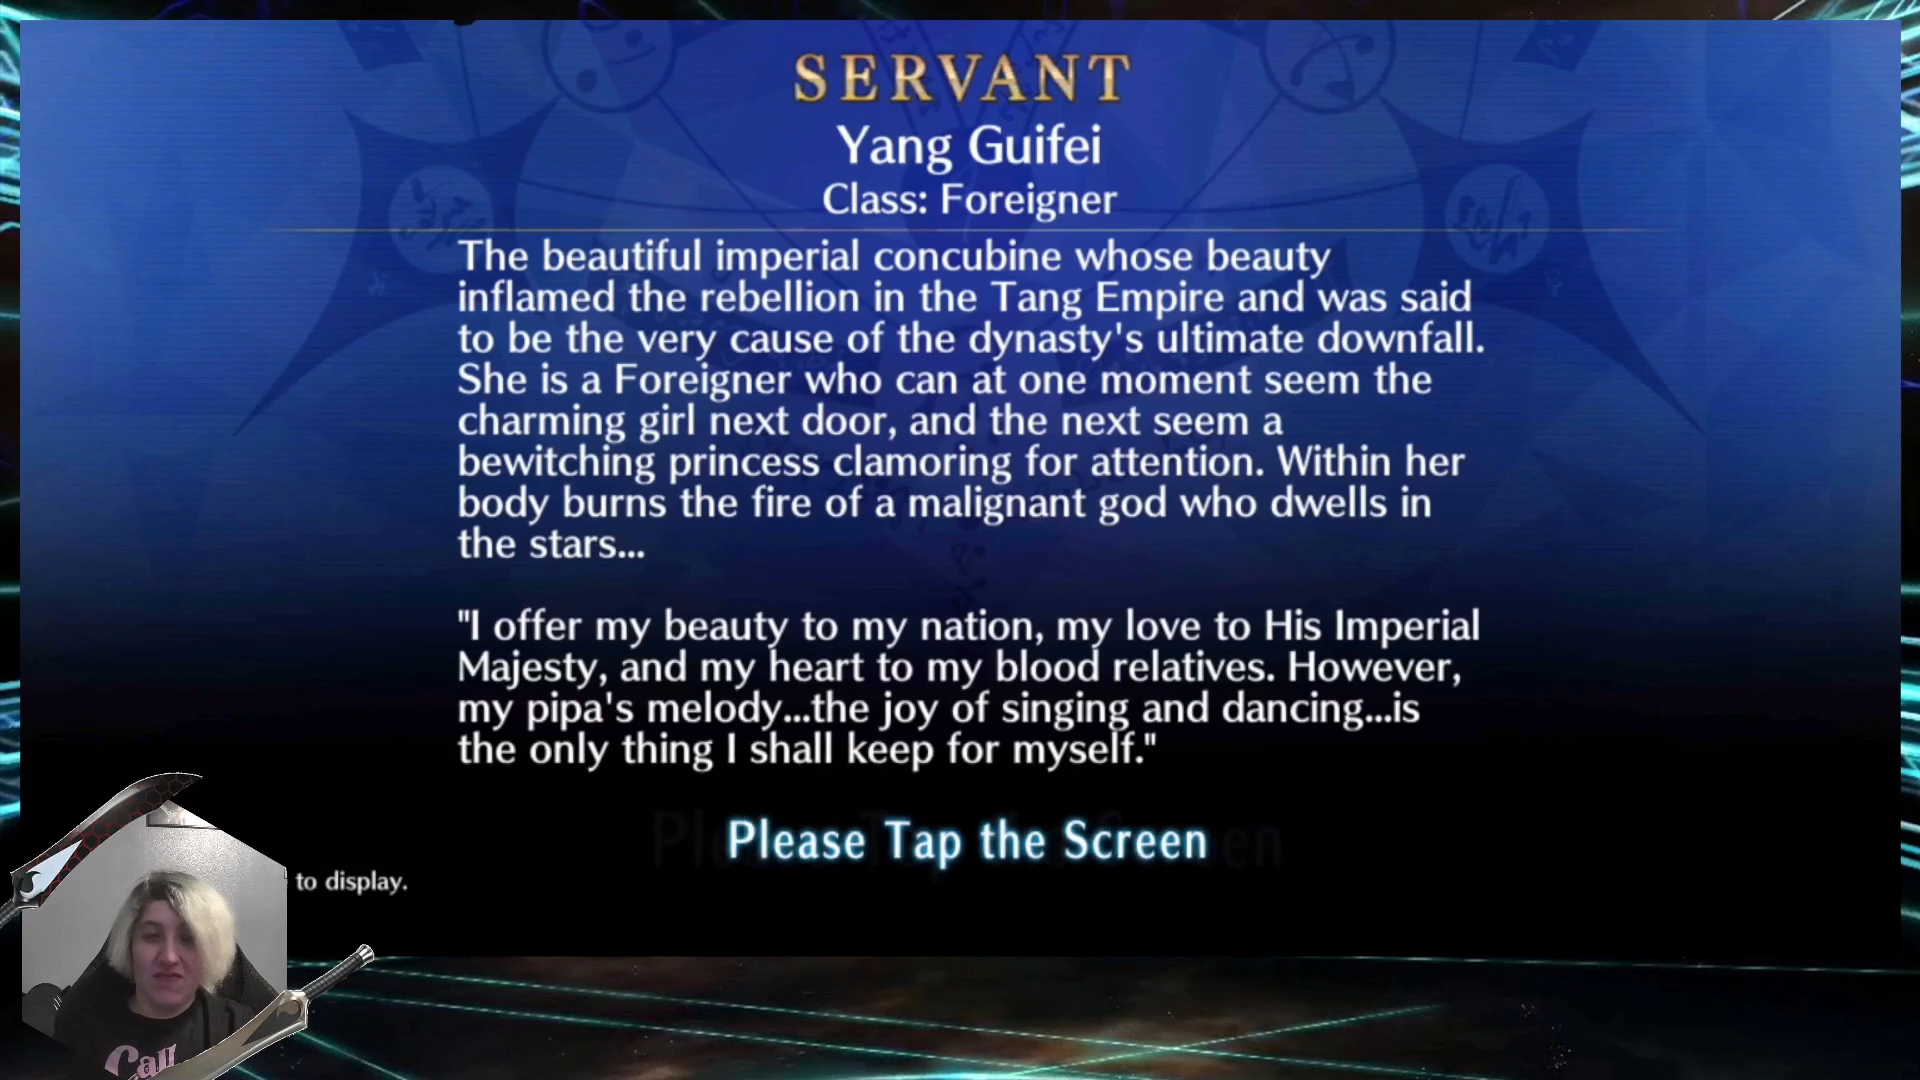 SERVANT
Yang Guifei
Class: Foreigner
The beautiful imperial concubine whose beauty
inflamed the rebellion in the Tang Empire and was said
to be the very cause of the dynasty's ultimate downfall.
She is a Foreigner who can at one moment seem the
charming girl next door, and the next seem a
bewitching princess clamoring for attention. Within her
body burns the fire of a malignant god who dwells in
the stars...
"I offer my beauty to my nation, my love to His Imperial
Majesty, and my heart to my blood relatives. However,
my pipa's melody...the joy of singing and dancing...is
the only thing I shall keep for myself."
Please Tap the Screen
to display.
Call